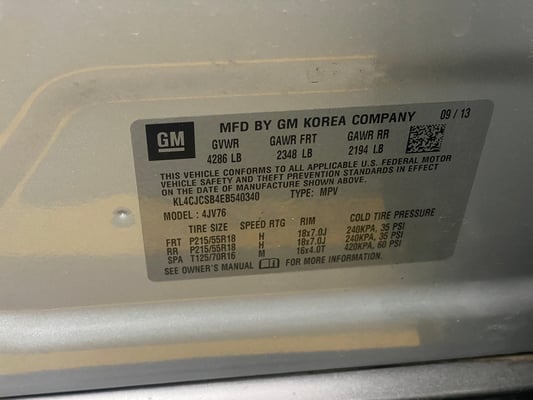 GM
MFD BY GM KOREA COMPANY 09 / 13
GVWR GAWR FRT GAWR RR
4286 LB 2348 LB 2194 LB
THIS VEHICLE CONFORMS TO ALL APPLICABLE U.S. FEDERAL MOTOR
VEHICLE SAFETY AND THEFT PREVENTION STANDARDS IN EFFECT
ON THE DATE OF MANUFACTURE SHOWN ABOVE.
KL4CJCSB4EB540340 TYPE: MPV
MODEL : 4JV76
TIRE SIZE SPEED RTG RIM COLD TIRE PRESSURE
FRT P215/55R18 H 18x7.0J 240KPA, 35 PSI
RR P215/55R18 H 18x7.0J 240KPA, 35 PSI
SPA T125/70R16 M 16x4.0T 420KPA, 60 PSI
SEE OWNER'S MANUAL FOR MORE INFORMATION.